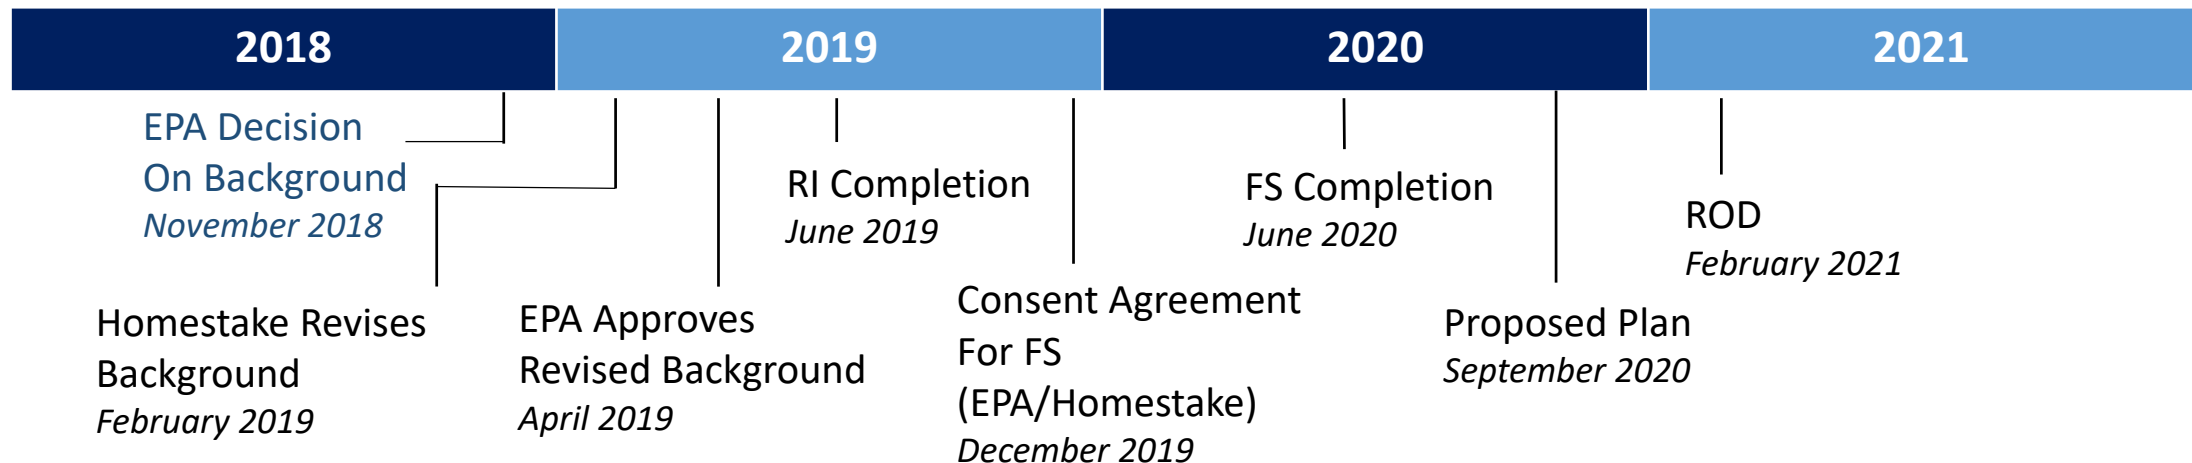 2018
2019
2020
2021
EPA Decision
On Background
November 2018
Homestake Revises
Background
February 2019
EPA Approves
Revised Background
April 2019
RI Completion
June 2019
Consent Agreement
For FS
(EPA/Homestake)
December 2019
FS Completion
June 2020
Proposed Plan
September 2020
ROD
February 2021